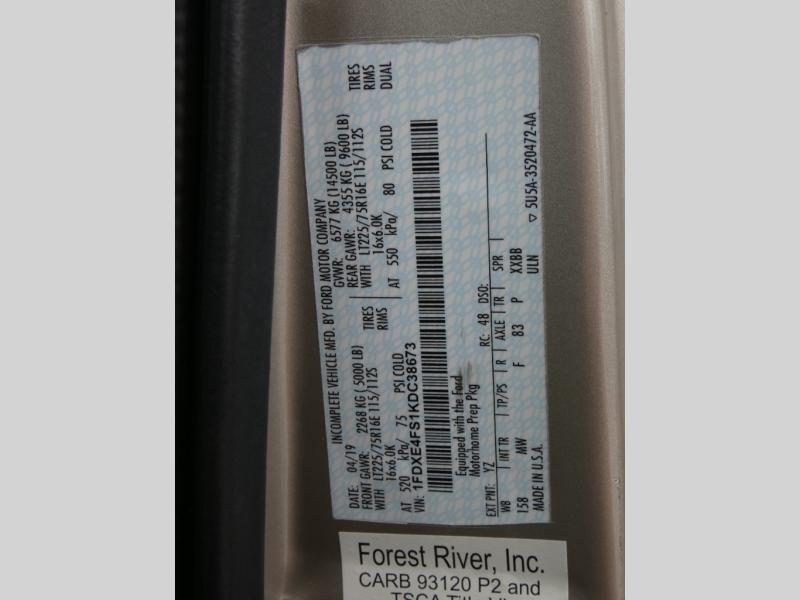 INCOMPLETE VEHICLE MFD. BY FORD MOTOR COMPANY
DATE: 04/19 GVWR: 6577 KG (14500 LB)
FRONT GAWR: 2268 KG (5000 LB) REAR GAWR: 4355 KG (9600 LB)
WITH LT225/75R16E 115/112S TIRES WITH LT225/75R16E 115/112S TIRES
16x6.0K RIMS 16x6.0K RIMS
AT 520 kPa/ 75 PSI COLD AT 550 kPa/ 80 PSI COLD DUAL
VIN: 1FDXE4FS1KDC38673
Equipped with the Ford
Motorhome Prep Pkg
EXT PNT: YZ RC: 48 DSO:
WB INT TR TP/PS R AXLE TR SPR
158 MW F 83 P XXBB
MADE IN U.S.A. ULN ▽ 5U5A-3520472-AA
Forest River, Inc.
CARB 93120 P2 and